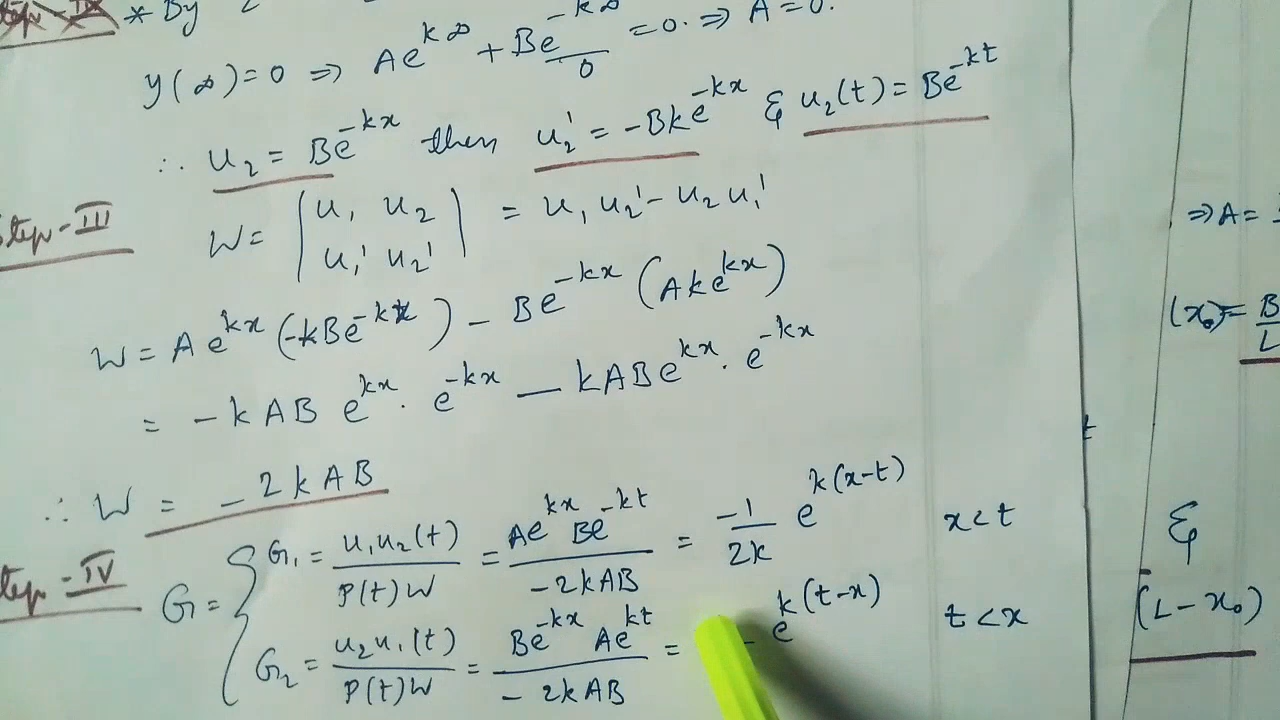 * By 2
y(∞)=0 ⇒ Ae^{k∞} + Be^{-k∞} = 0. ⇒ A = 0.
0
∴ u₂ = Be^{-kx} then u₂' = -Bke^{-kx} & u₂(t) = Be^{-kt}
Step-III
W = | u₁ u₂ | = u₁u₂' - u₂u₁'
| u₁' u₂' |
W = Ae^{kx}(-kBe^{-kx}) - Be^{-kx}(Ake^{kx})
= -kAB e^{kx}. e^{-kx} - kABe^{kx}. e^{-kx}
∴ W = -2kAB
Step-IV
G = { G₁ = u₁u₂(t)/P(t)W = Ae^{kx}Be^{-kt}/-2kAB = -1/2k e^{k(x-t)} x<t
G₂ = u₂u₁(t)/P(t)W = Be^{-kx}Ae^{kt}/-2kAB = e^{k(t-x)} t<x
⇒A=
(x₀)= B/L
t
&
(L-x₀)